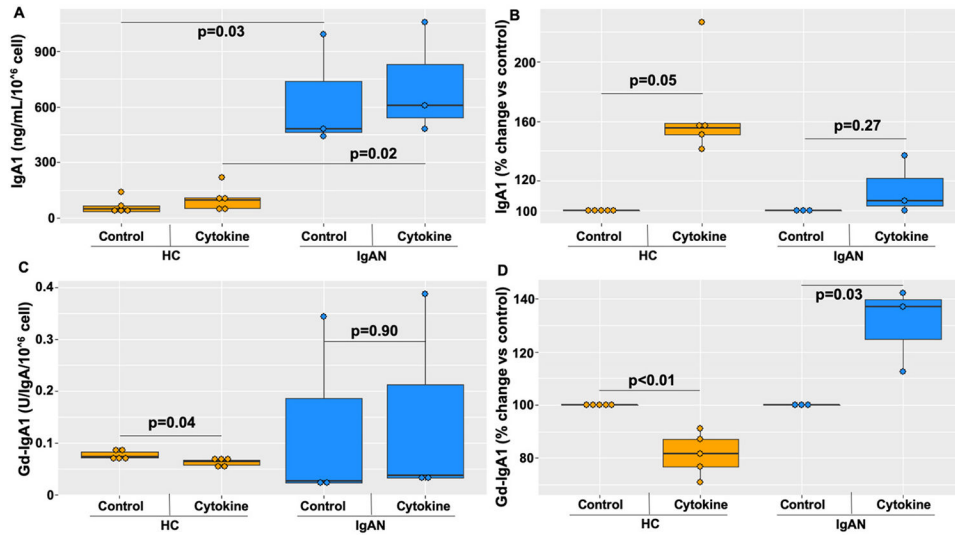 A
IgA1 (ng/mL/10^6 cell)
900
600
300
0
p=0.03
p=0.02
Control
Cytokine
Control
Cytokine
HC
IgAN
B
IgA1 (% change vs control)
220
180
140
100
p=0.05
p=0.27
Control
Cytokine
Control
Cytokine
HC
IgAN
C
Gd-IgA1 (U/IgA/10^6 cell)
0.4
0.3
0.2
0.1
0
p=0.04
p=0.90
Control
Cytokine
Control
Cytokine
HC
IgAN
D
Gd-IgA1 (% change vs control)
140
120
100
80
p<0.01
p=0.03
Control
Cytokine
Control
Cytokine
HC
IgAN